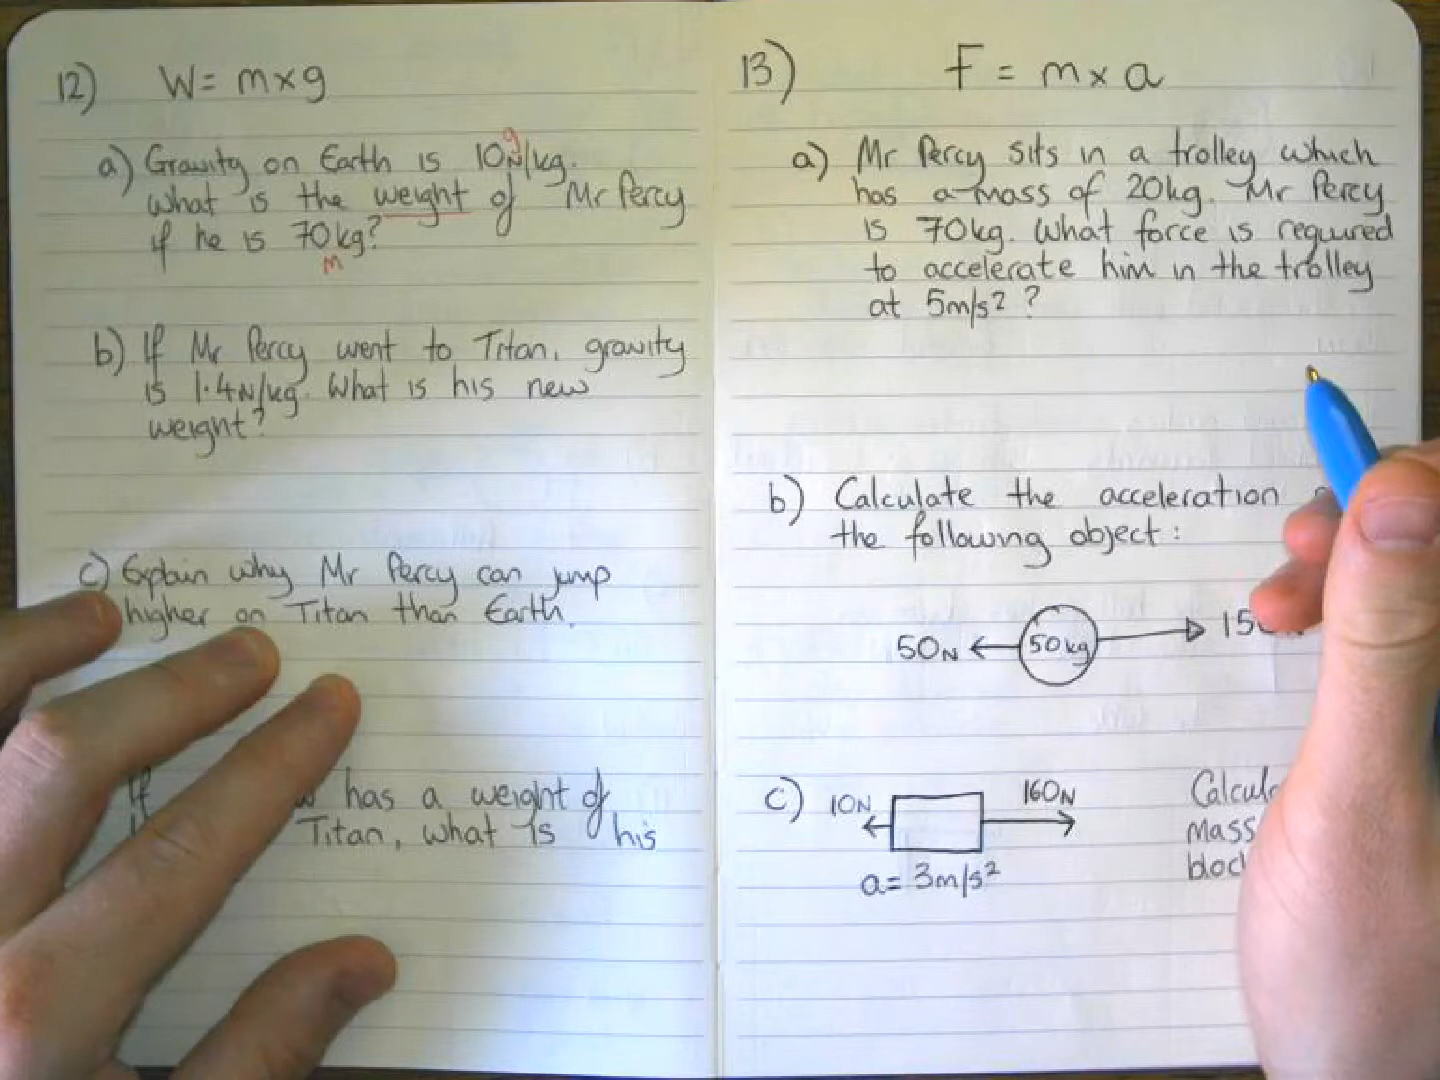 12) W = m x g
g
a) Gravity on Earth is 10N/kg.
What is the weight of Mr Percy
if he is 70kg?
m
b) If Mr Percy went to Titan, gravity
is 1.4N/kg. What is his new
weight?
c) Explain why Mr Percy can jump
higher on Titan than Earth.
If has a weight of
Titan, what is his
13) F = m x a
a) Mr Percy sits in a trolley which
has a mass of 20kg. Mr Percy
is 70kg. What force is required
to accelerate him in the trolley
at 5m/s² ?
b) Calculate the acceleration
the following object :
50N 50kg
c) 10N 160N
a = 3m/s²
mass